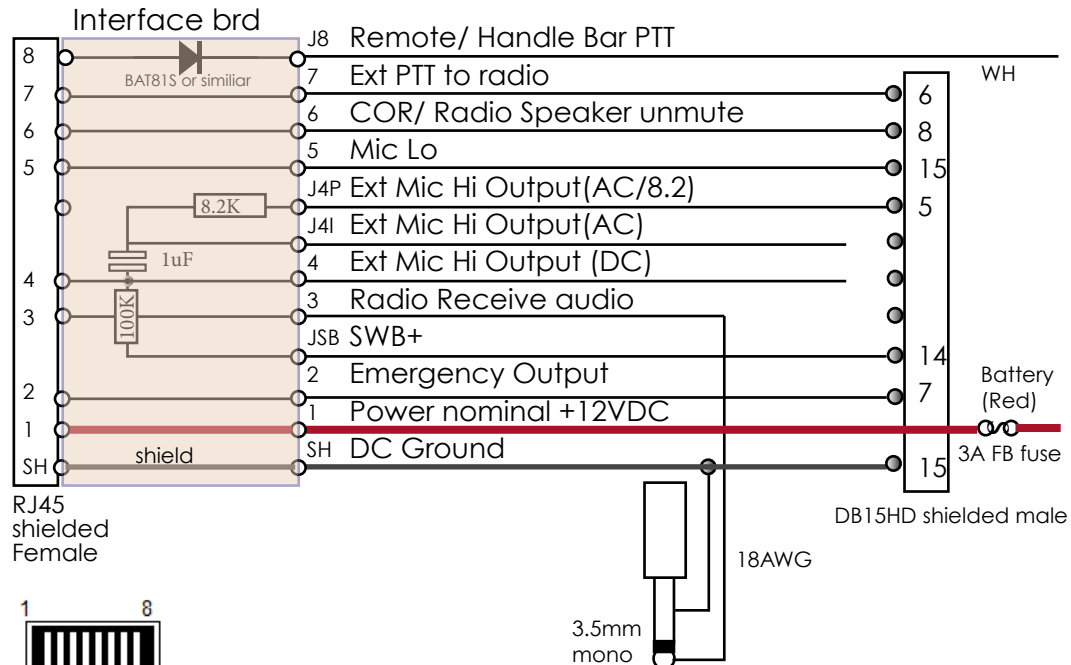 Interface brd
8
J8 Remote/ Handle Bar PTT
BAT81S or similiar
WH
7
7 Ext PTT to radio
6
6
6 COR/ Radio Speaker unmute
8
5
5 Mic Lo
15
8.2K
J4P Ext Mic Hi Output(AC/8.2)
5
J4I Ext Mic Hi Output(AC)
1uF
4
4 Ext Mic Hi Output (DC)
3
100K
3 Radio Receive audio
JSB SWB+
14
2
2 Emergency Output
7
Battery
(Red)
1
1 Power nominal +12VDC
3A FB fuse
SH
shield
SH DC Ground
15
RJ45
shielded
Female
DB15HD shielded male
18AWG
1 8
3.5mm
mono